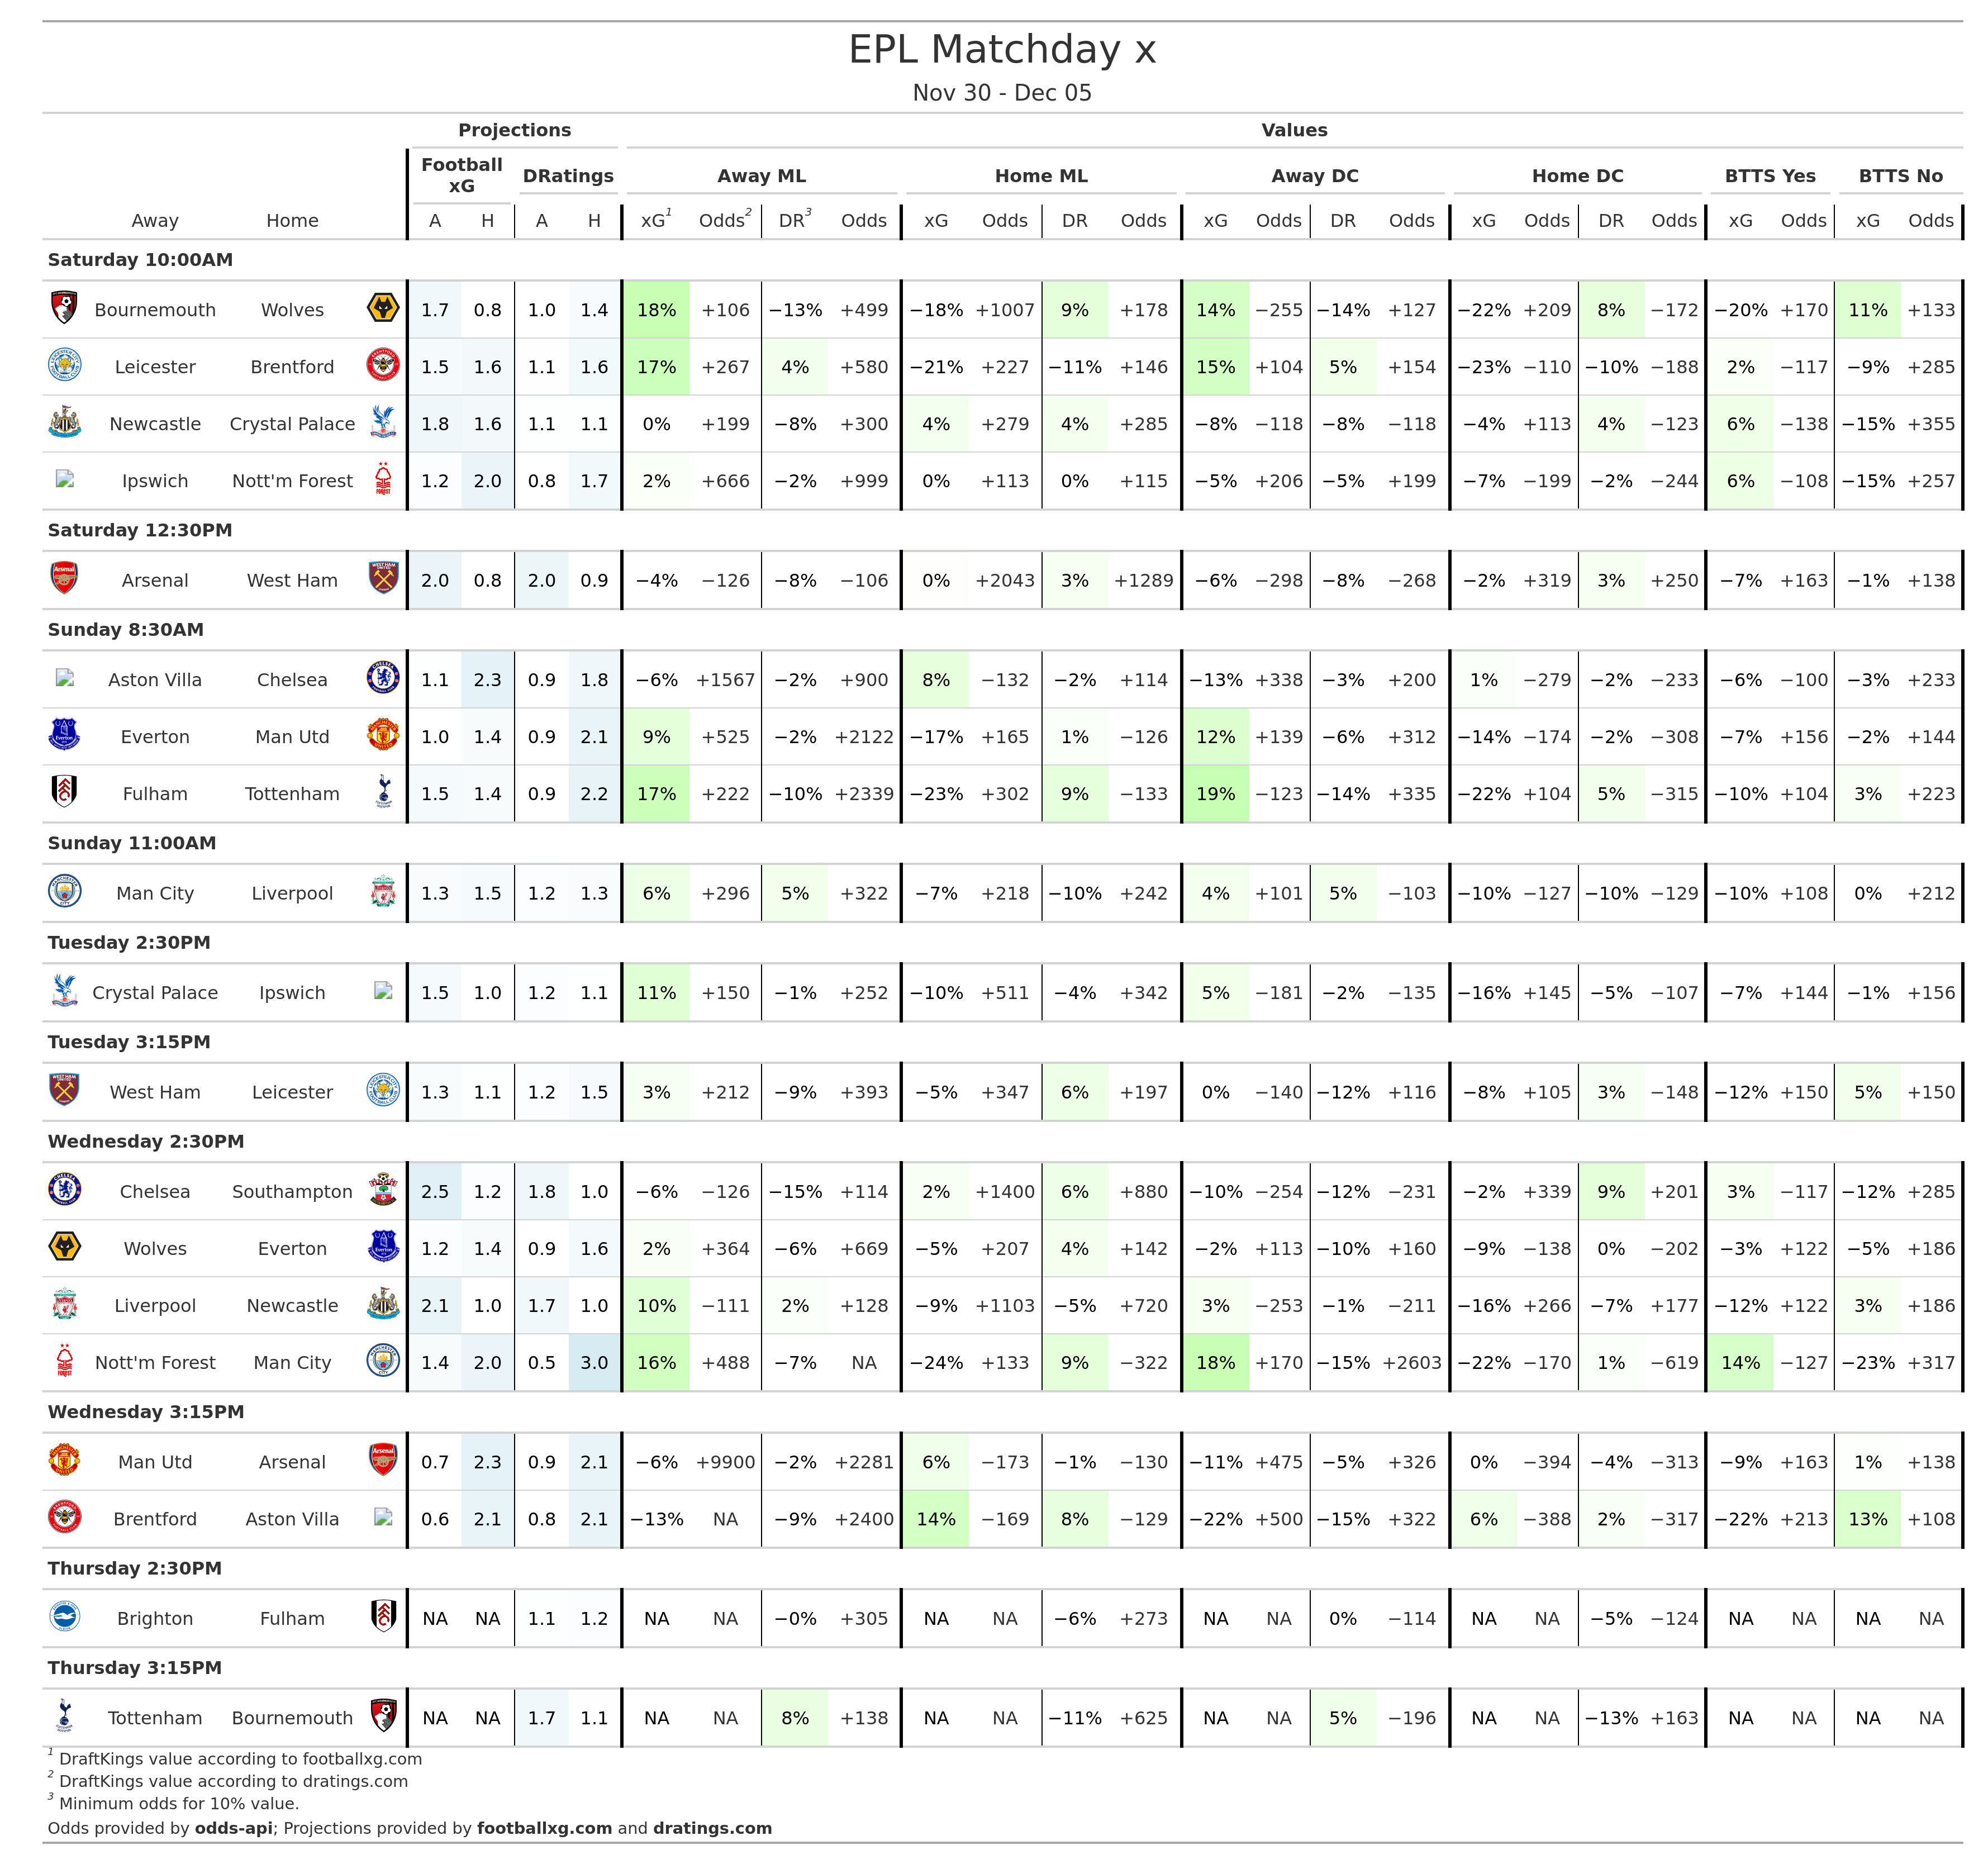 EPL Matchday x
Nov 30 - Dec 05
Projections Values
Football xG DRatings Away ML Home ML Away DC Home DC BTTS Yes BTTS No
Away Home A H A H xG1 Odds2 DR3 Odds xG Odds DR Odds xG Odds DR Odds xG Odds DR Odds xG Odds xG Odds
Saturday 10:00AM
Bournemouth Wolves 1.7 0.8 1.0 1.4 18% +106 −13% +499 −18% +1007 9% +178 14% −255 −14% +127 −22% +209 8% −172 −20% +170 11% +133
Leicester Brentford 1.5 1.6 1.1 1.6 17% +267 4% +580 −21% +227 −11% +146 15% +104 5% +154 −23% −110 −10% −188 2% −117 −9% +285
Newcastle Crystal Palace 1.8 1.6 1.1 1.1 0% +199 −8% +300 4% +279 4% +285 −8% −118 −8% −118 −4% +113 4% −123 6% −138 −15% +355
Ipswich Nott'm Forest 1.2 2.0 0.8 1.7 2% +666 −2% +999 0% +113 0% +115 −5% +206 −5% +199 −7% −199 −2% −244 6% −108 −15% +257
Saturday 12:30PM
Arsenal West Ham 2.0 0.8 2.0 0.9 −4% −126 −8% −106 0% +2043 3% +1289 −6% −298 −8% −268 −2% +319 3% +250 −7% +163 −1% +138
Sunday 8:30AM
Aston Villa Chelsea 1.1 2.3 0.9 1.8 −6% +1567 −2% +900 8% −132 −2% +114 −13% +338 −3% +200 1% −279 −2% −233 −6% −100 −3% +233
Everton Man Utd 1.0 1.4 0.9 2.1 9% +525 −2% +2122 −17% +165 1% −126 12% +139 −6% +312 −14% −174 −2% −308 −7% +156 −2% +144
Fulham Tottenham 1.5 1.4 0.9 2.2 17% +222 −10% +2339 −23% +302 9% −133 19% −123 −14% +335 −22% +104 5% −315 −10% +104 3% +223
Sunday 11:00AM
Man City Liverpool 1.3 1.5 1.2 1.3 6% +296 5% +322 −7% +218 −10% +242 4% +101 5% −103 −10% −127 −10% −129 −10% +108 0% +212
Tuesday 2:30PM
Crystal Palace Ipswich 1.5 1.0 1.2 1.1 11% +150 −1% +252 −10% +511 −4% +342 5% −181 −2% −135 −16% +145 −5% −107 −7% +144 −1% +156
Tuesday 3:15PM
West Ham Leicester 1.3 1.1 1.2 1.5 3% +212 −9% +393 −5% +347 6% +197 0% −140 −12% +116 −8% +105 3% −148 −12% +150 5% +150
Wednesday 2:30PM
Chelsea Southampton 2.5 1.2 1.8 1.0 −6% −126 −15% +114 2% +1400 6% +880 −10% −254 −12% −231 −2% +339 9% +201 3% −117 −12% +285
Wolves Everton 1.2 1.4 0.9 1.6 2% +364 −6% +669 −5% +207 4% +142 −2% +113 −10% +160 −9% −138 0% −202 −3% +122 −5% +186
Liverpool Newcastle 2.1 1.0 1.7 1.0 10% −111 2% +128 −9% +1103 −5% +720 3% −253 −1% −211 −16% +266 −7% +177 −12% +122 3% +186
Nott'm Forest Man City 1.4 2.0 0.5 3.0 16% +488 −7% NA −24% +133 9% −322 18% +170 −15% +2603 −22% −170 1% −619 14% −127 −23% +317
Wednesday 3:15PM
Man Utd Arsenal 0.7 2.3 0.9 2.1 −6% +9900 −2% +2281 6% −173 −1% −130 −11% +475 −5% +326 0% −394 −4% −313 −9% +163 1% +138
Brentford Aston Villa 0.6 2.1 0.8 2.1 −13% NA −9% +2400 14% −169 8% −129 −22% +500 −15% +322 6% −388 2% −317 −22% +213 13% +108
Thursday 2:30PM
Brighton Fulham NA NA 1.1 1.2 NA NA −0% +305 NA NA −6% +273 NA NA 0% −114 NA NA −5% −124 NA NA NA NA
Thursday 3:15PM
Tottenham Bournemouth NA NA 1.7 1.1 NA NA 8% +138 NA NA −11% +625 NA NA 5% −196 NA NA −13% +163 NA NA NA NA
1 DraftKings value according to footballxg.com
2 DraftKings value according to dratings.com
3 Minimum odds for 10% value.
Odds provided by odds-api; Projections provided by footballxg.com and dratings.com